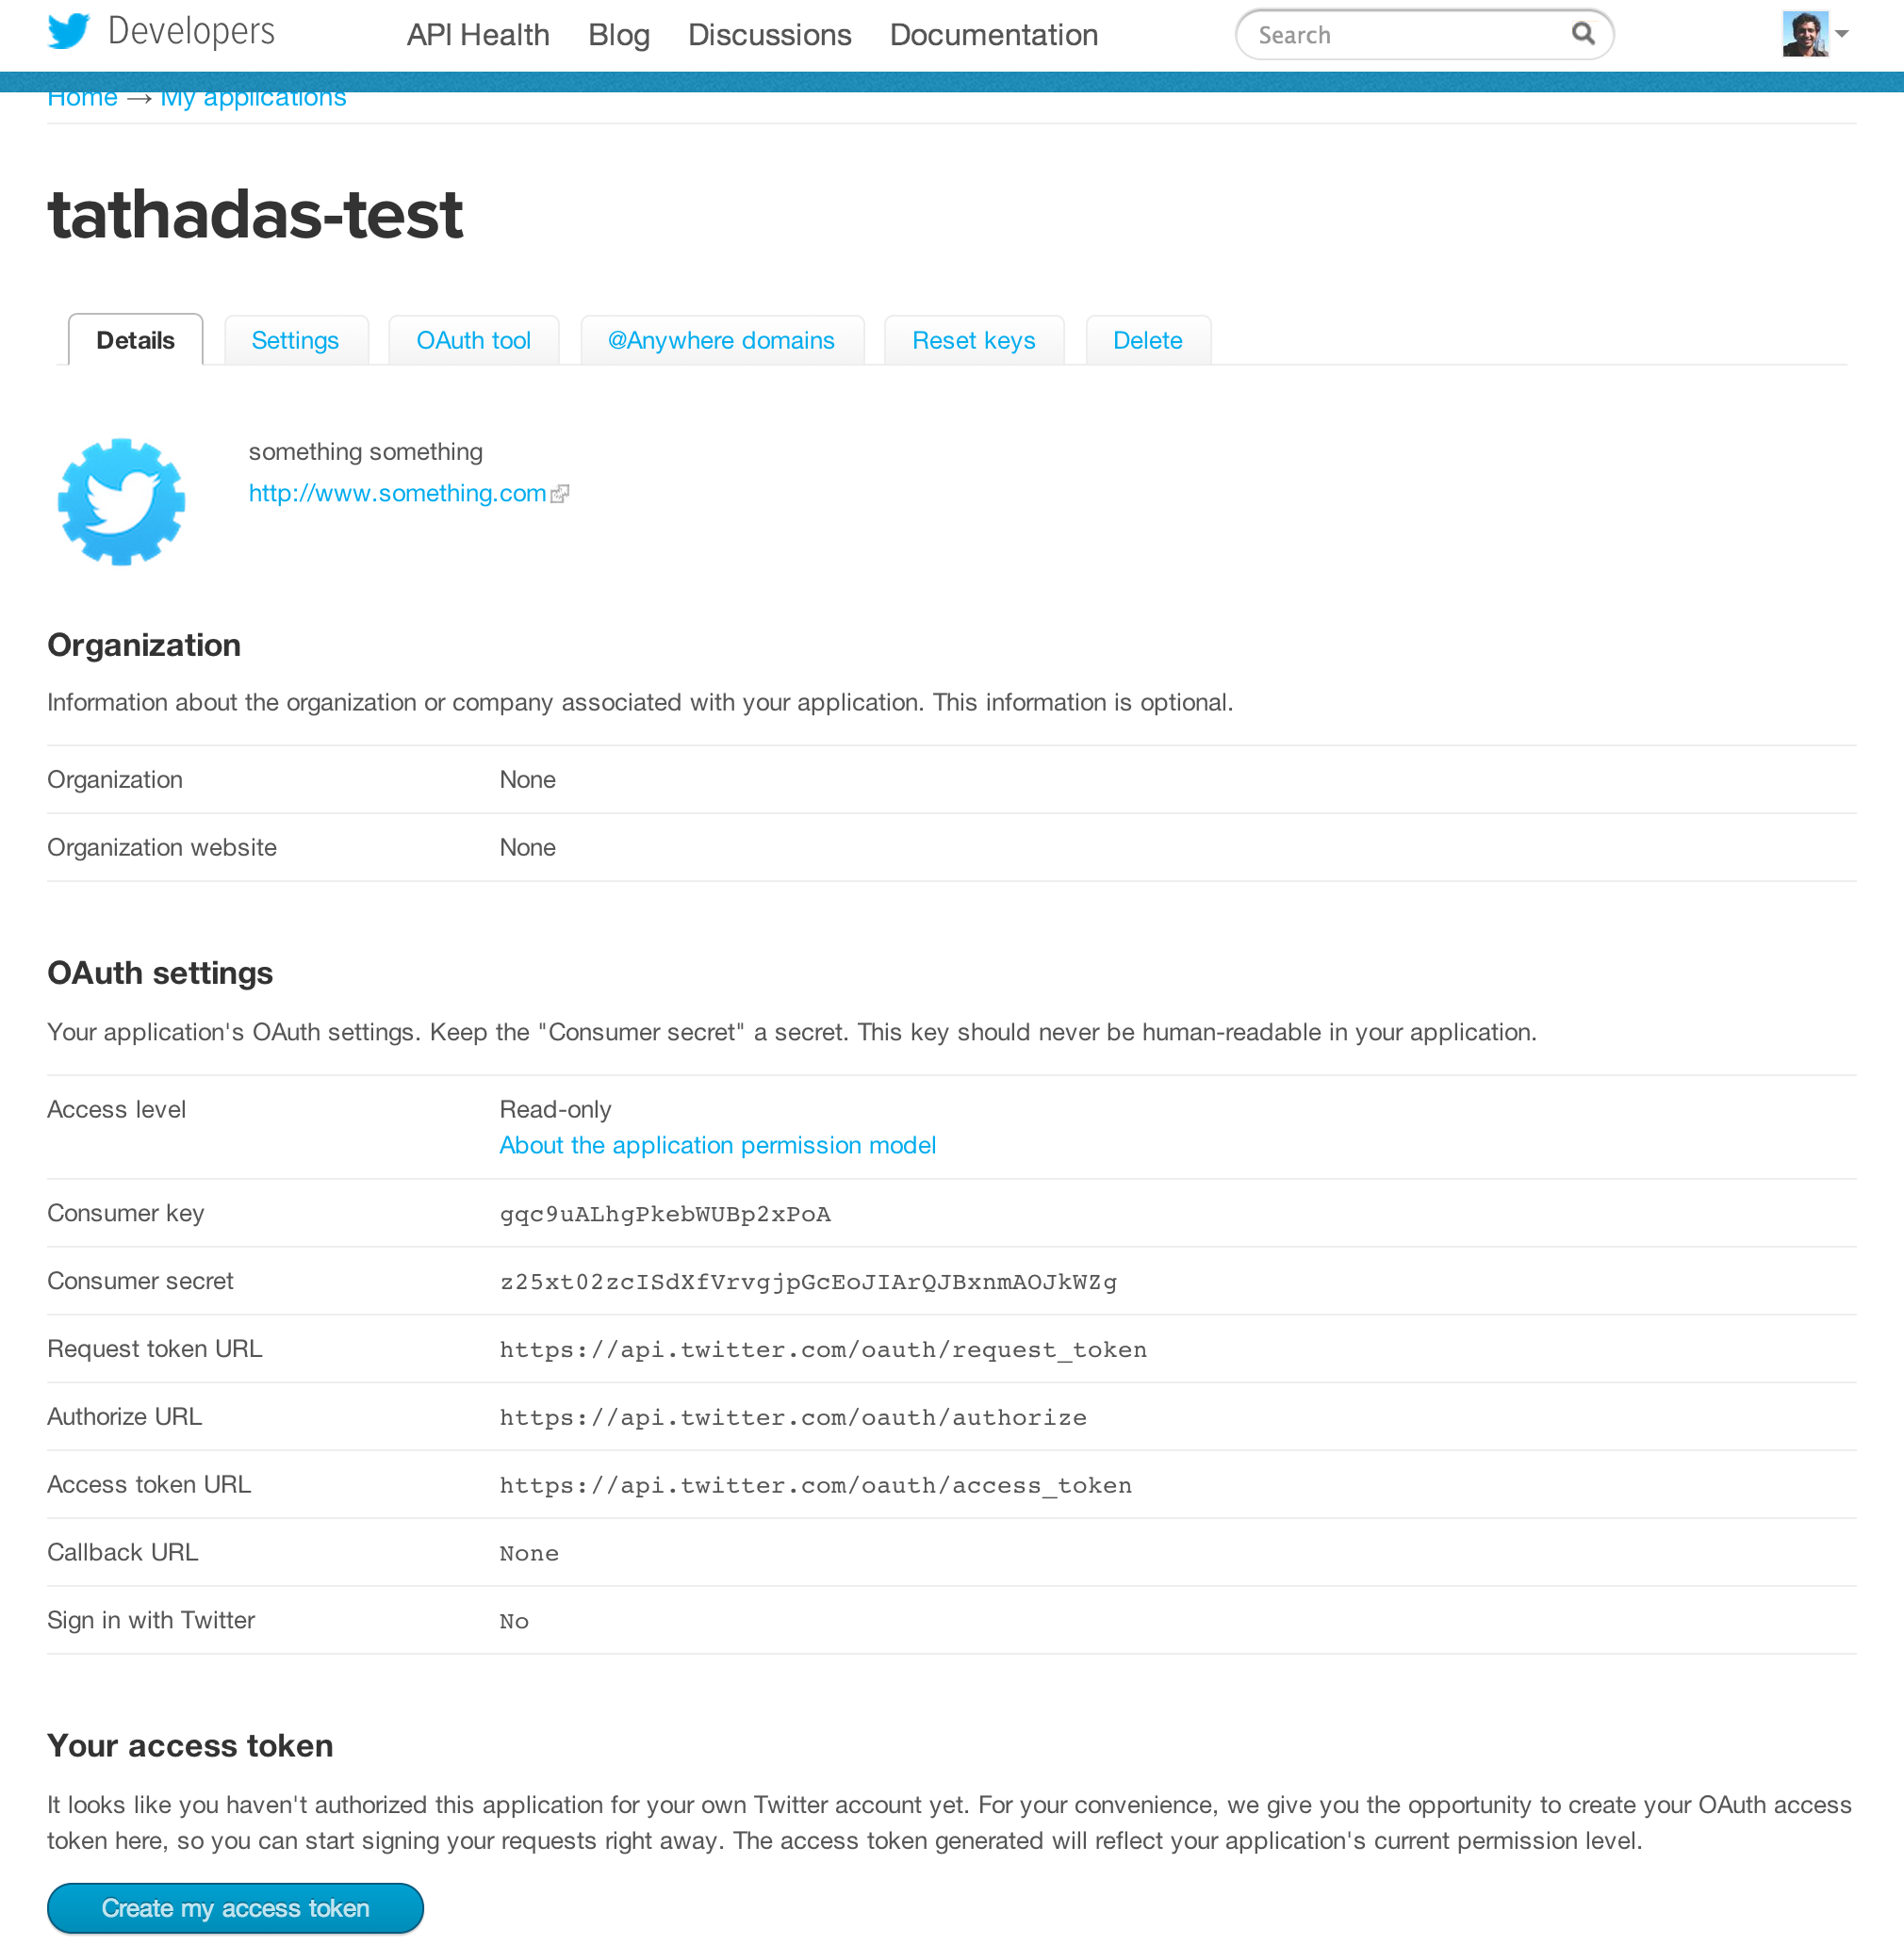 Developers
API Health Blog Discussions Documentation
Search
Home → My applications
tathadas-test
Details Settings OAuth tool @Anywhere domains Reset keys Delete
something something
http://www.something.com
Organization
Information about the organization or company associated with your application. This information is optional.
Organization None
Organization website None
OAuth settings
Your application's OAuth settings. Keep the "Consumer secret" a secret. This key should never be human-readable in your application.
Access level Read-only
About the application permission model
Consumer key gqc9uALhgPkebWUBp2xPoA
Consumer secret z25xt02zcISdXfVrvgjpGcEoJIArQJBxnmAOJkWZg
Request token URL https://api.twitter.com/oauth/request_token
Authorize URL https://api.twitter.com/oauth/authorize
Access token URL https://api.twitter.com/oauth/access_token
Callback URL None
Sign in with Twitter No
Your access token
It looks like you haven't authorized this application for your own Twitter account yet. For your convenience, we give you the opportunity to create your OAuth access
token here, so you can start signing your requests right away. The access token generated will reflect your application's current permission level.
Create my access token